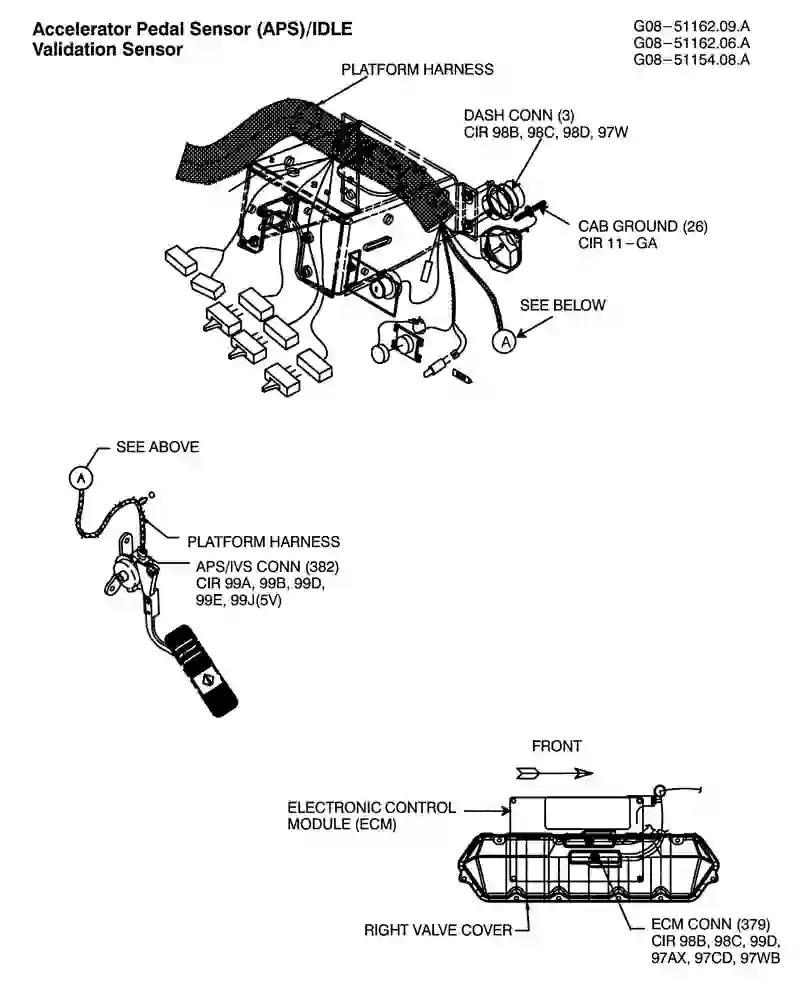 Accelerator Pedal Sensor (APS)/IDLE
Validation Sensor
G08-51162.09.A
G08-51162.06.A
G08-51154.08.A
PLATFORM HARNESS
DASH CONN (3)
CIR 98B, 98C, 98D, 97W
CAB GROUND (26)
CIR 11-GA
SEE BELOW
A
SEE ABOVE
A
PLATFORM HARNESS
APS/IVS CONN (382)
CIR 99A, 99B, 99D,
99E, 99J(5V)
FRONT
ELECTRONIC CONTROL
MODULE (ECM)
RIGHT VALVE COVER
ECM CONN (379)
CIR 98B, 98C, 99D,
97AX, 97CD, 97WB